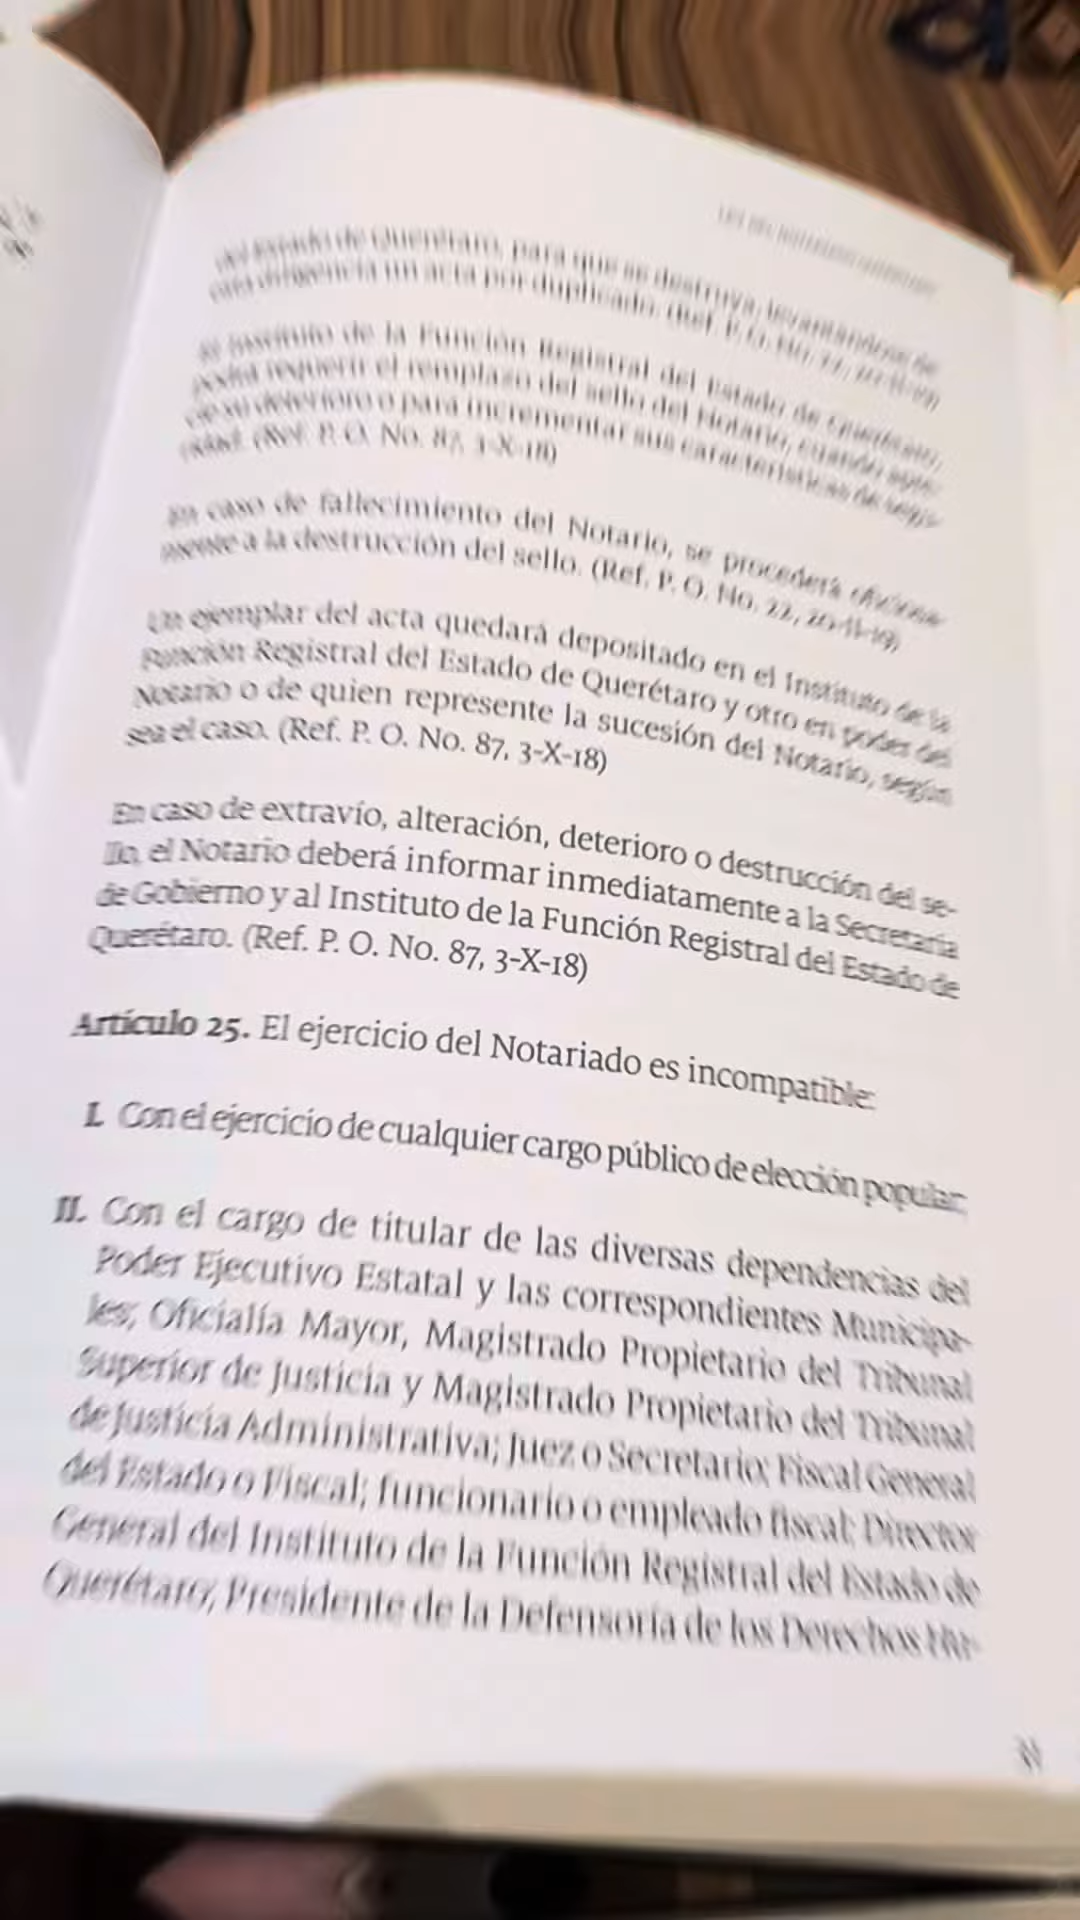 del Estado de Querétaro, para que se destruya, levantándose de
esta diligencia un acta por duplicado. (Ref. P. O. No. 22, 20-II-19)
El Instituto de la Función Registral del Estado de Querétaro,
podrá requerir el remplazo del sello del Notario, cuando
de su deterioro o para incrementar sus características de segu-
ridad. (Ref. P. O. No. 87, 3-X-18)
En caso de fallecimiento del Notario, se procederá
mente a la destrucción del sello. (Ref. P. O. No. 22, 20-II-19)
Un ejemplar del acta quedará depositado en el Instituto de la
Función Registral del Estado de Querétaro y otro en poder del
Notario o de quien represente la sucesión del Notario, según
sea el caso. (Ref. P. O. No. 87, 3-X-18)
En caso de extravío, alteración, deterioro o destrucción del se-
llo, el Notario deberá informar inmediatamente a la Secretaría
de Gobierno y al Instituto de la Función Registral del Estado de
Querétaro. (Ref. P. O. No. 87, 3-X-18)
Artículo 25. El ejercicio del Notariado es incompatible:
I. Con el ejercicio de cualquier cargo público de elección popular;
II. Con el cargo de titular de las diversas dependencias del
Poder Ejecutivo Estatal y las correspondientes Municipa-
les; Oficialía Mayor, Magistrado Propietario del Tribunal
Superior de Justicia y Magistrado Propietario del Tribunal
de Justicia Administrativa; Juez o Secretario; Fiscal General
del Estado o Fiscal; funcionario o empleado fiscal; Director
General del Instituto de la Función Registral del Estado de
Querétaro; Presidente de la Defensoría de los Derechos Hu-